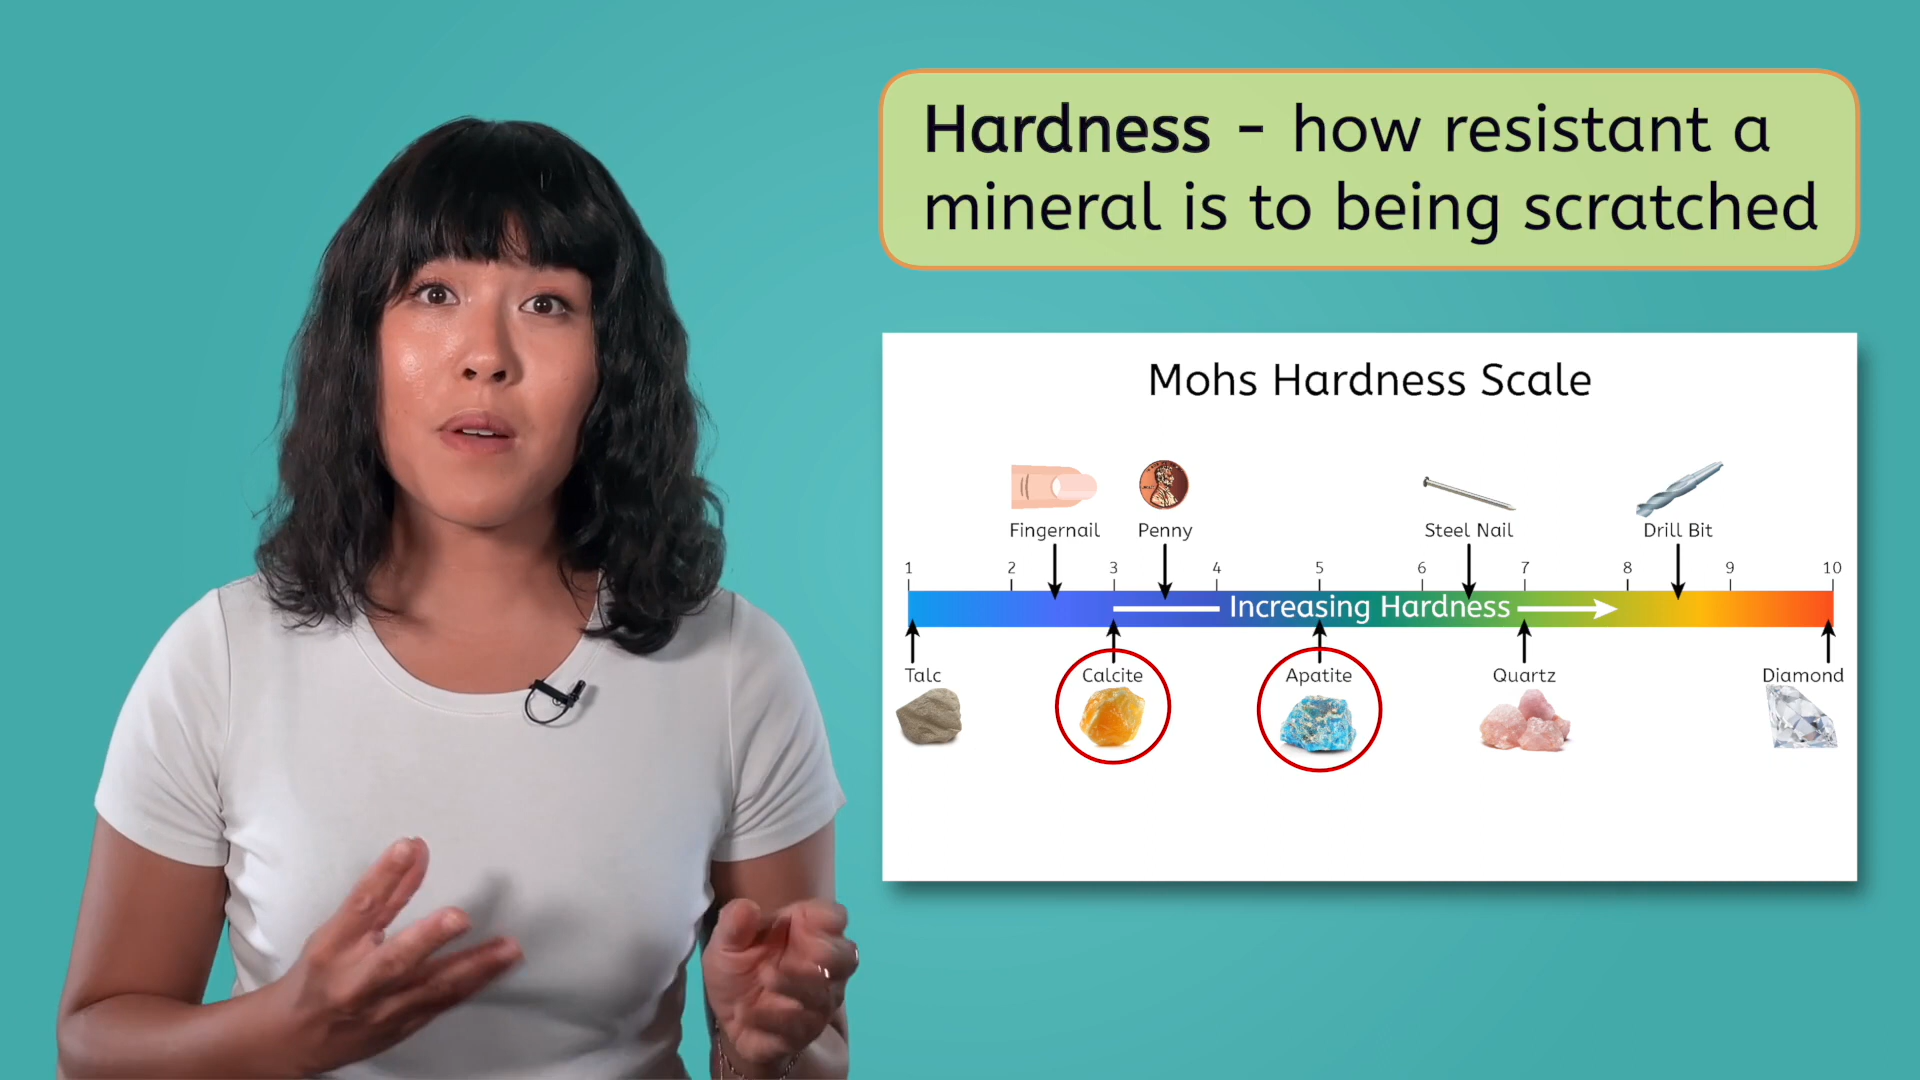 Hardness - how resistant a
mineral is to being scratched
Mohs Hardness Scale
Fingernail Penny Steel Nail Drill Bit
1 2 3 4 5 6 7 8 9 10
Increasing Hardness
Talc Calcite Apatite Quartz Diamond